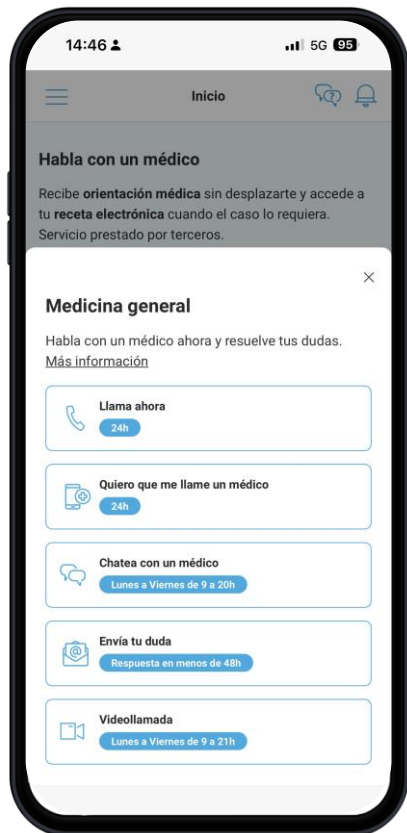 14:46
5G 95
Inicio
Habla con un médico
Recibe orientación médica sin desplazarte y accede a
tu receta electrónica cuando el caso lo requiera.
Servicio prestado por terceros.
Medicina general
Habla con un médico ahora y resuelve tus dudas.
Más información
Llama ahora
24h
Quiero que me llame un médico
24h
Chatea con un médico
Lunes a Viernes de 9 a 20h
Envía tu duda
Respuesta en menos de 48h
Videollamada
Lunes a Viernes de 9 a 21h